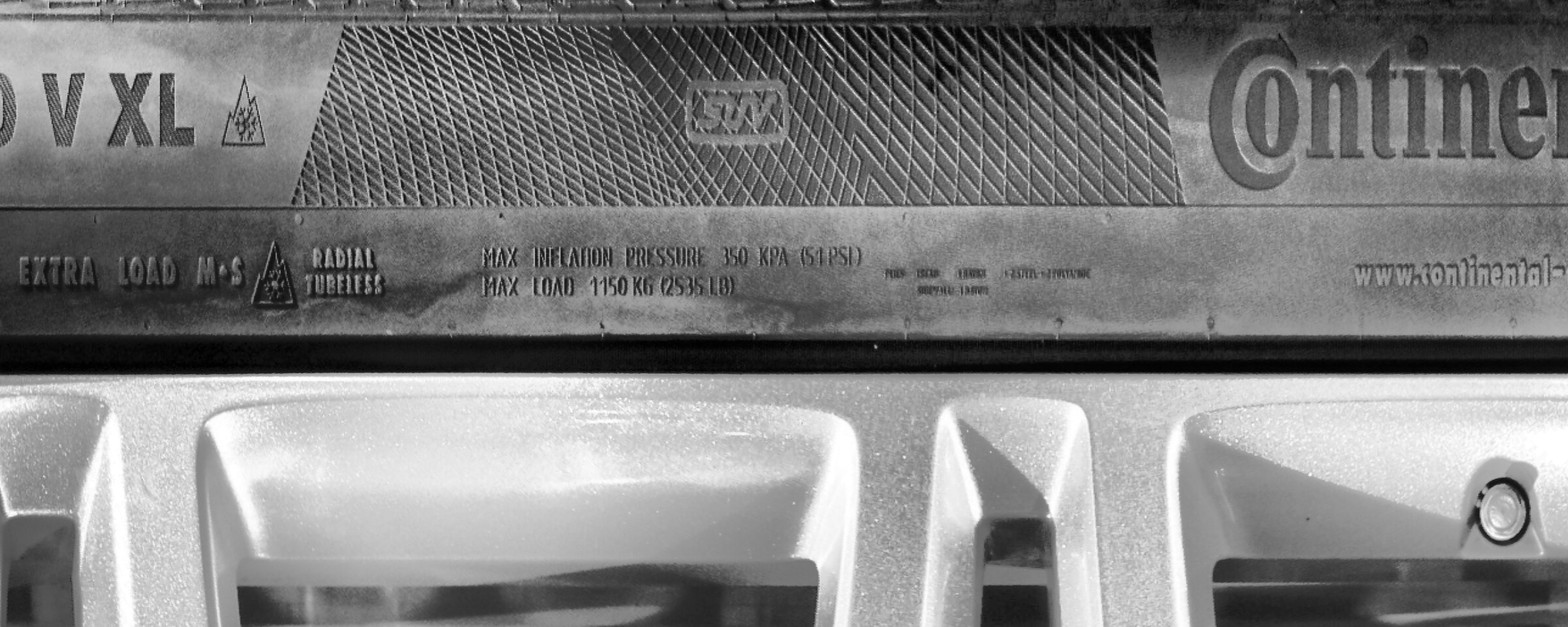 V XL
SUV
Continen
EXTRA LOAD M+S
RADIAL
TUBELESS
MAX INFLATION PRESSURE 350 KPA (51 PSI)
MAX LOAD 1150 KG (2535 LB)
www.continental-